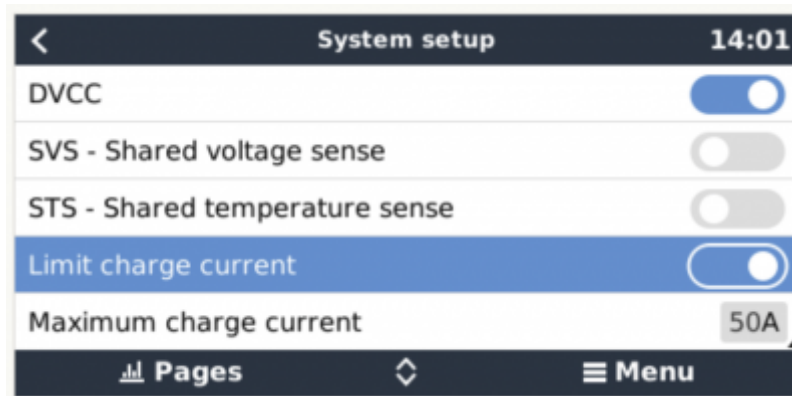 System setup 14:01
DVCC
SVS - Shared voltage sense
STS - Shared temperature sense
Limit charge current
Maximum charge current 50A
Pages Menu